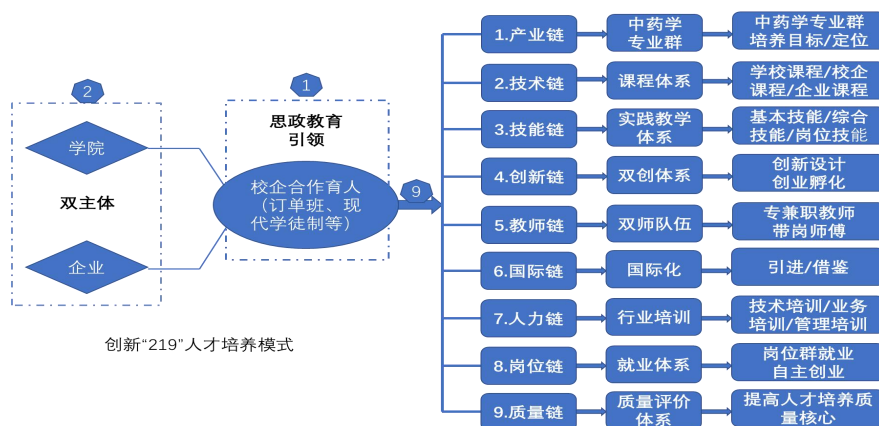 2
学院
双主体
企业
1
思政教育
引领
校企合作育人
（订单班、现
代学徒制等）
9
创新“219”人才培养模式
1.产业链
中药学
专业群
中药学专业群
培养目标/定位
2.技术链
课程体系
学校课程/校企
课程/企业课程
3.技能链
实践教学
体系
基本技能/综合
技能/岗位技能
4.创新链
双创体系
创新设计
创业孵化
5.教师链
双师队伍
专兼职教师
带岗师傅
6.国际链
国际化
引进/借鉴
7.人力链
行业培训
技术培训/业务
培训/管理培训
8.岗位链
就业体系
岗位群就业
自主创业
9.质量链
质量评价
体系
提高人才培养质
量核心